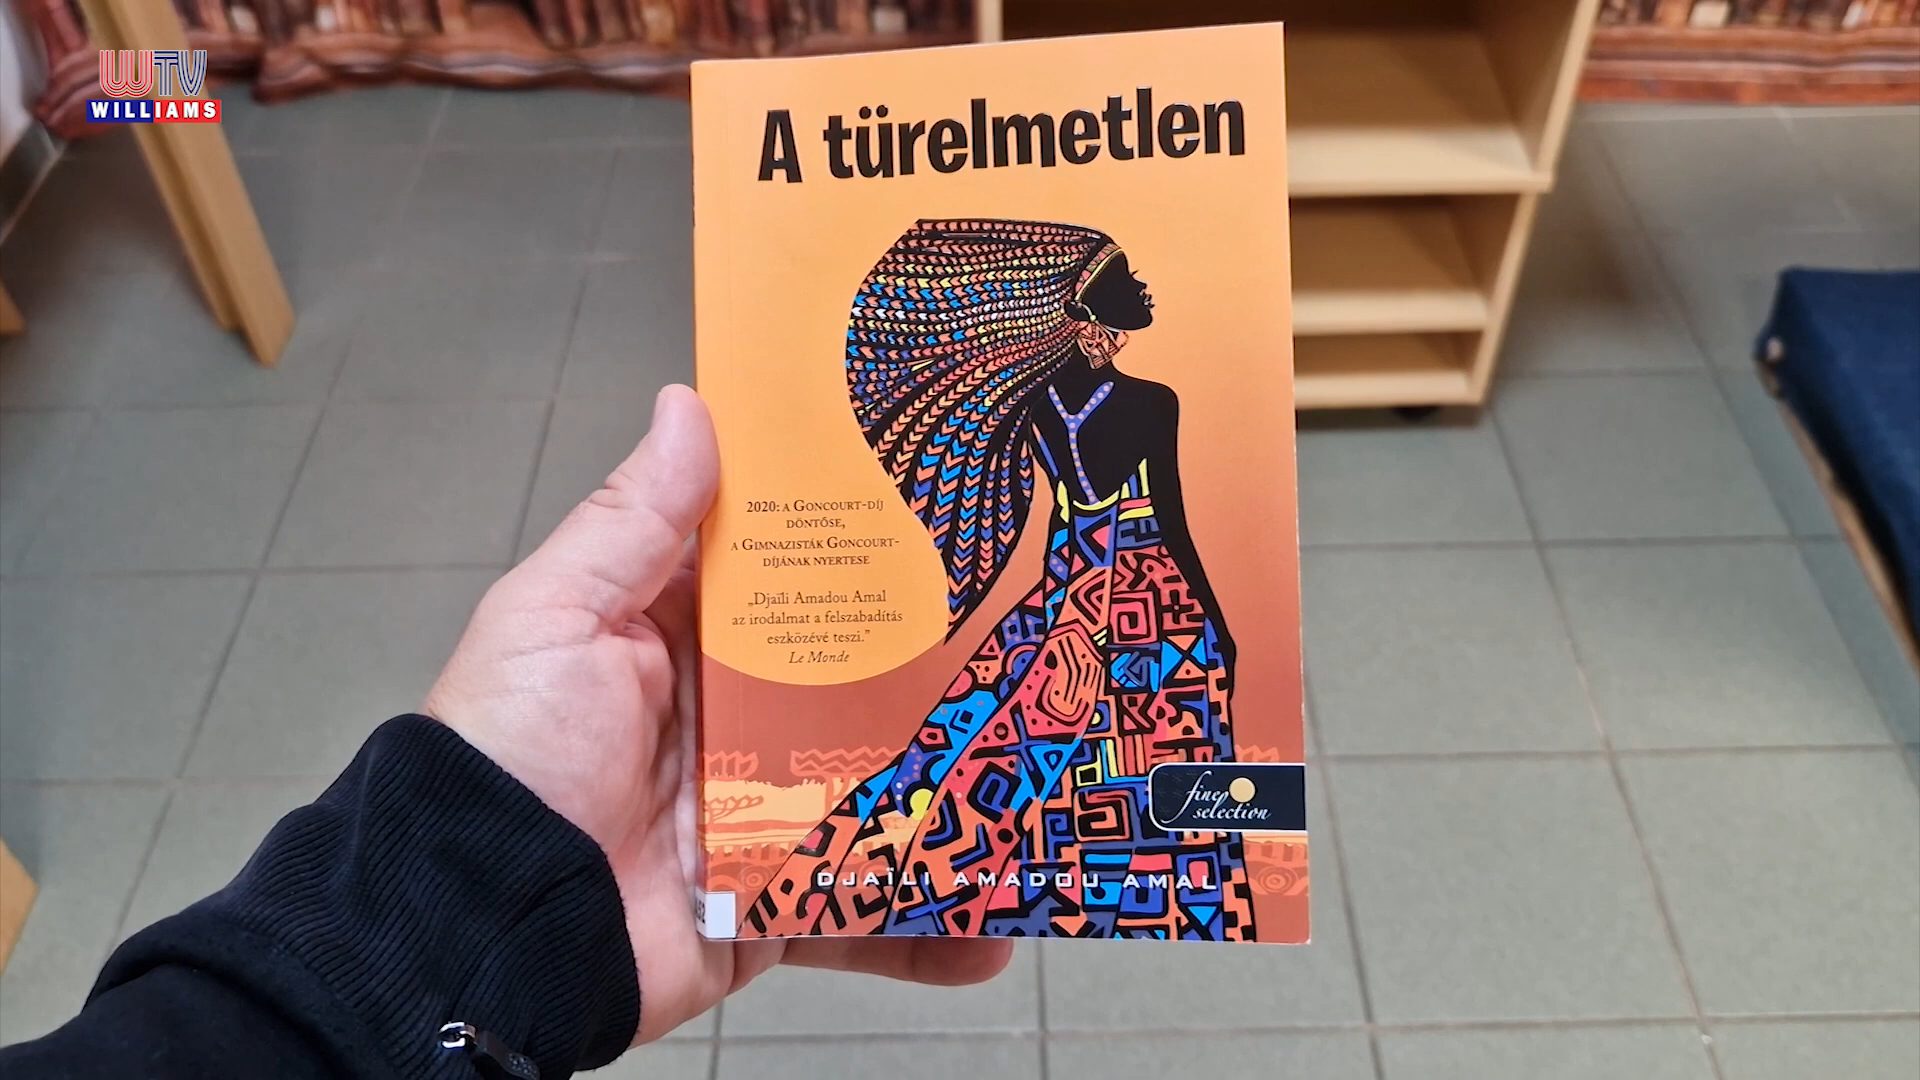 WTV
WILLIAMS
A türelmetlen
2020: A GONCOURT-DÍJ
DÖNTŐSE,
A GIMNAZISTÁK GONCOURT-
DÍJÁNAK NYERTESE
„Djaïli Amadou Amal
az irodalmat a felszabadítás
eszközévé teszi.”
Le Monde
fine
selection
DJAÏLI AMADOU AMAL